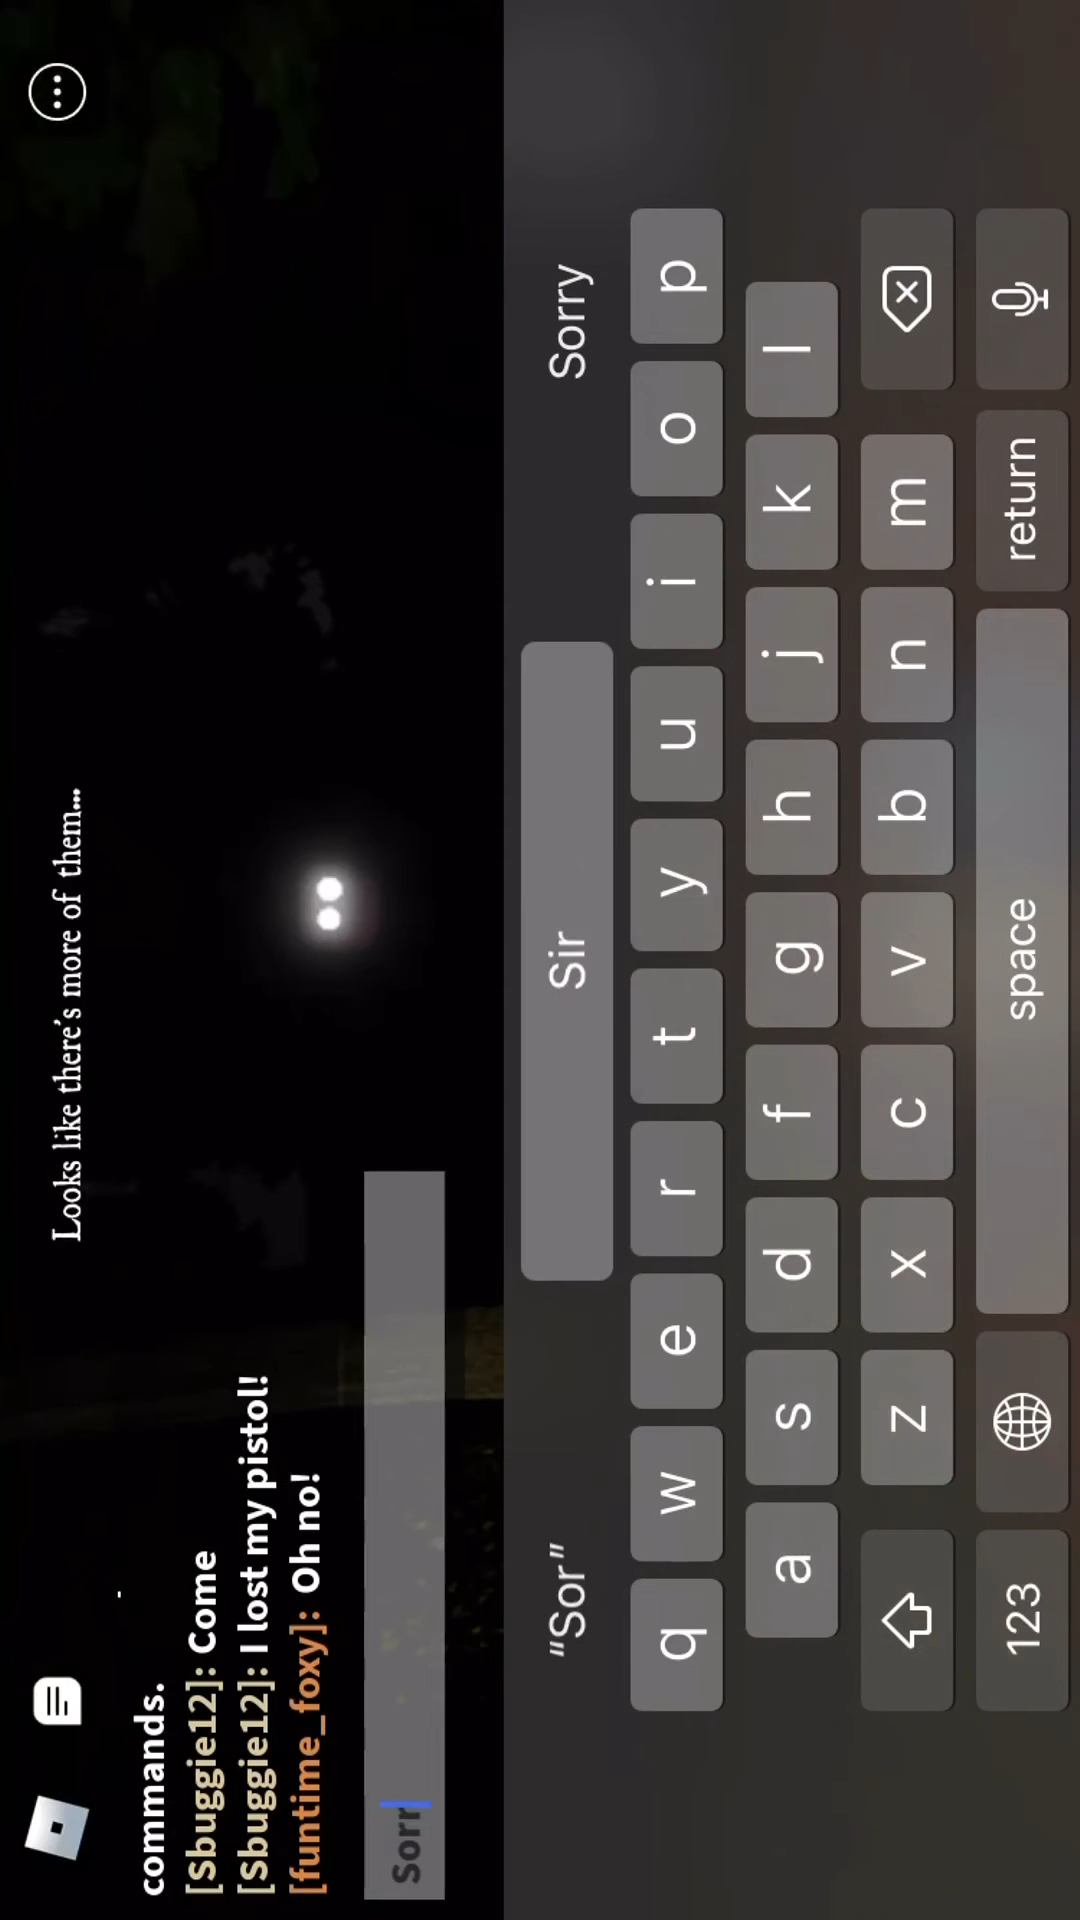 Looks like there's more of them...
commands.
[Sbuggie12]: Come
[Sbuggie12]: I lost my pistol!
[funtime_foxy]: Oh no!
Sorr
"Sor" Sir Sorry
q w e r t y u i o p
a s d f g h j k l
z x c v b n m
123 space return